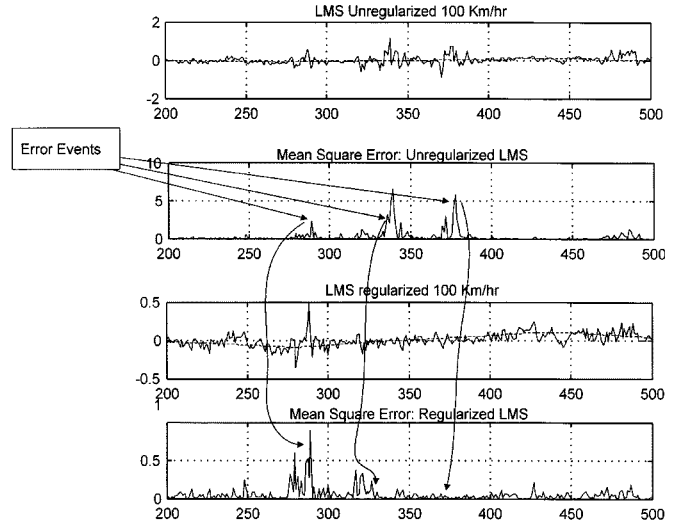 LMS Unregularized 100 Km/hr
2
0
-2
200 250 300 350 400 450 500
Error Events
Mean Square Error: Unregularized LMS
10
5
0
200 250 300 350 400 450 500
LMS regularized 100 Km/hr
0.5
0
-0.5
200 250 300 350 400 450 500
1
Mean Square Error: Regularized LMS
0.5
0
200 250 300 350 400 450 500